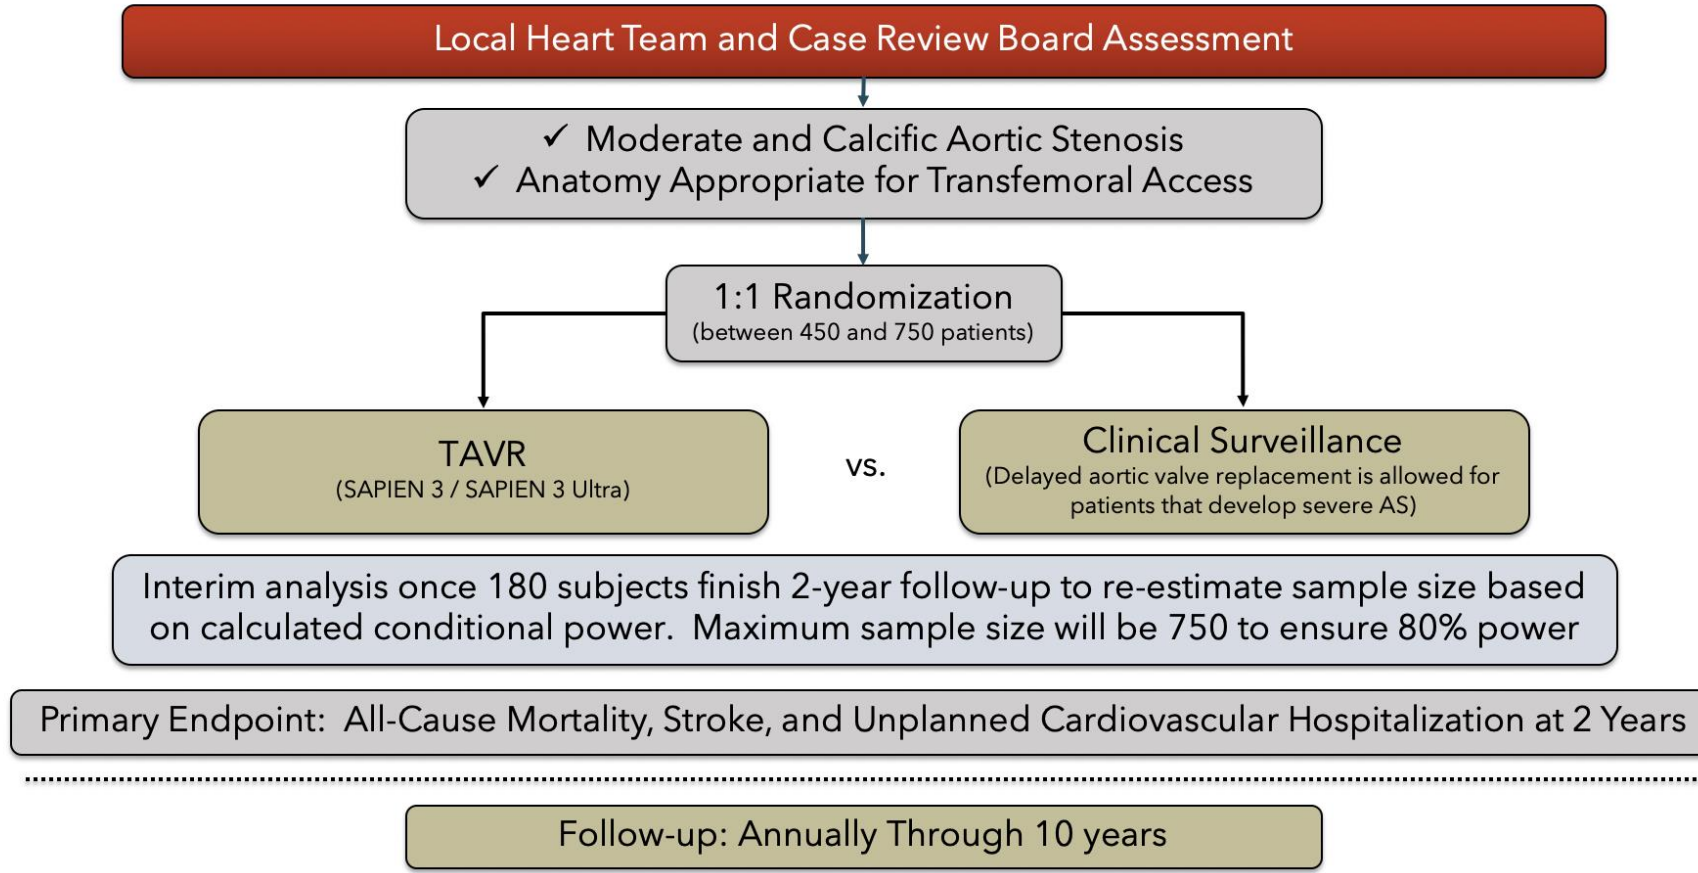 Local Heart Team and Case Review Board Assessment
✓ Moderate and Calcific Aortic Stenosis
✓ Anatomy Appropriate for Transfemoral Access
1:1 Randomization
(between 450 and 750 patients)
TAVR
(SAPIEN 3 / SAPIEN 3 Ultra)
vs.
Clinical Surveillance
(Delayed aortic valve replacement is allowed for
patients that develop severe AS)
Interim analysis once 180 subjects finish 2-year follow-up to re-estimate sample size based
on calculated conditional power. Maximum sample size will be 750 to ensure 80% power
Primary Endpoint: All-Cause Mortality, Stroke, and Unplanned Cardiovascular Hospitalization at 2 Years
Follow-up: Annually Through 10 years